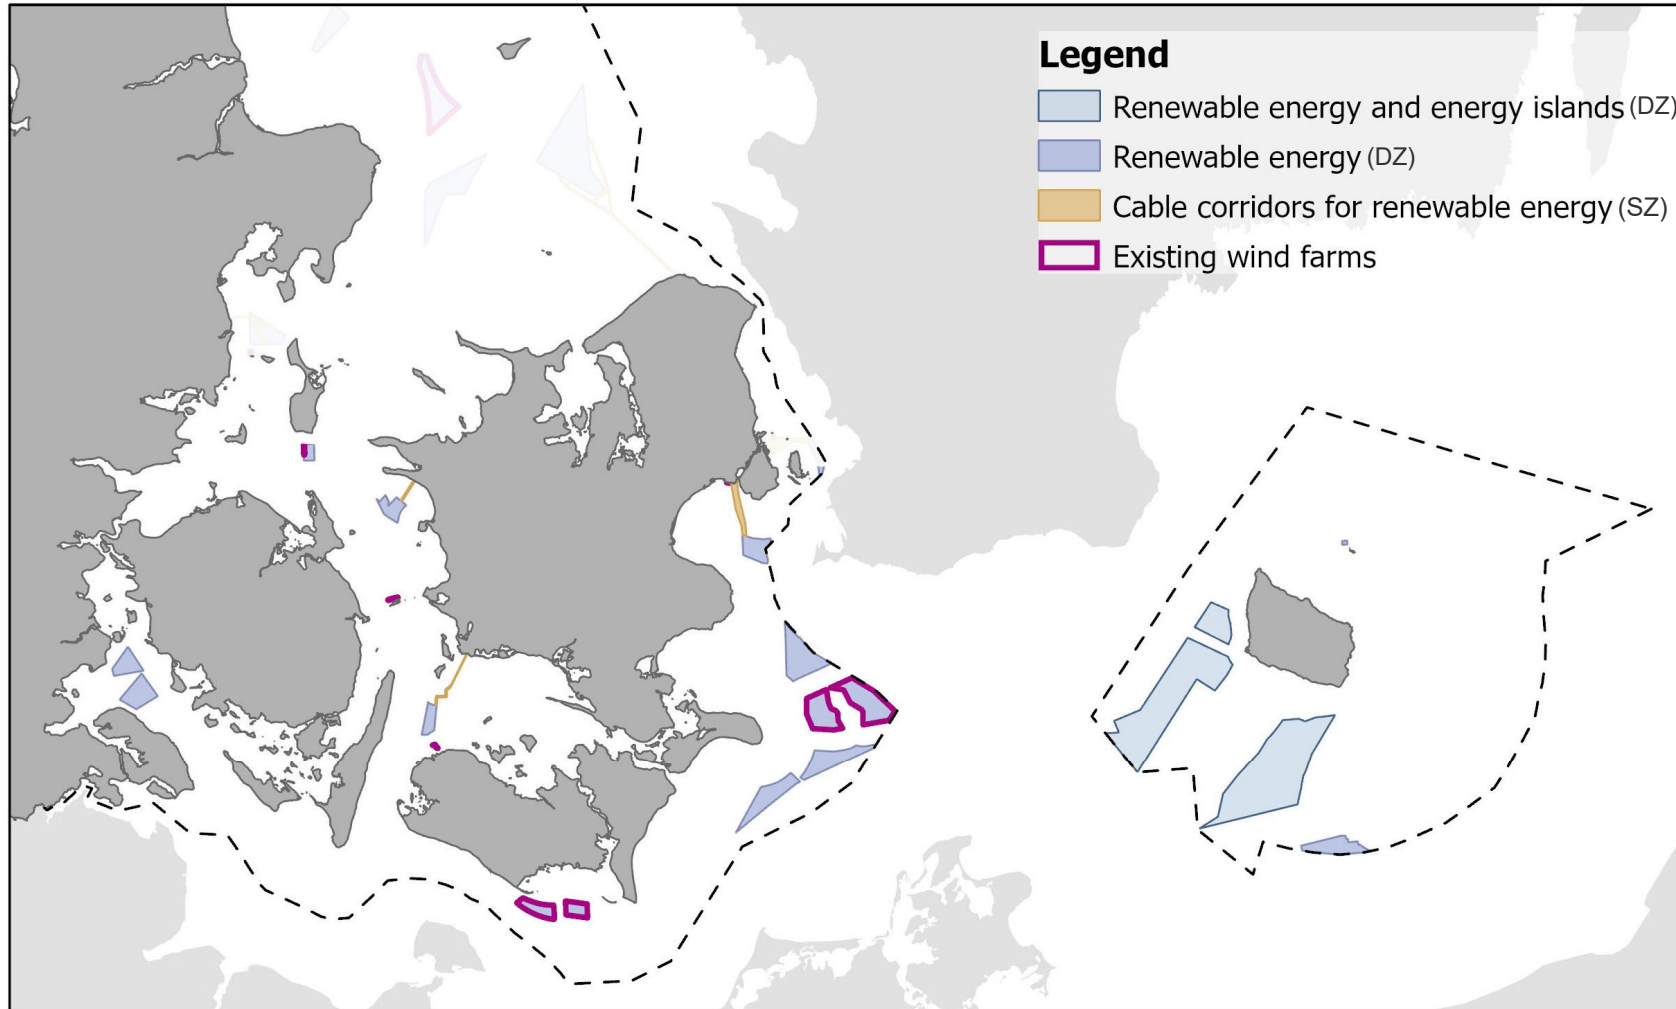 Legend
Renewable energy and energy islands (DZ)
Renewable energy (DZ)
Cable corridors for renewable energy (SZ)
Existing wind farms